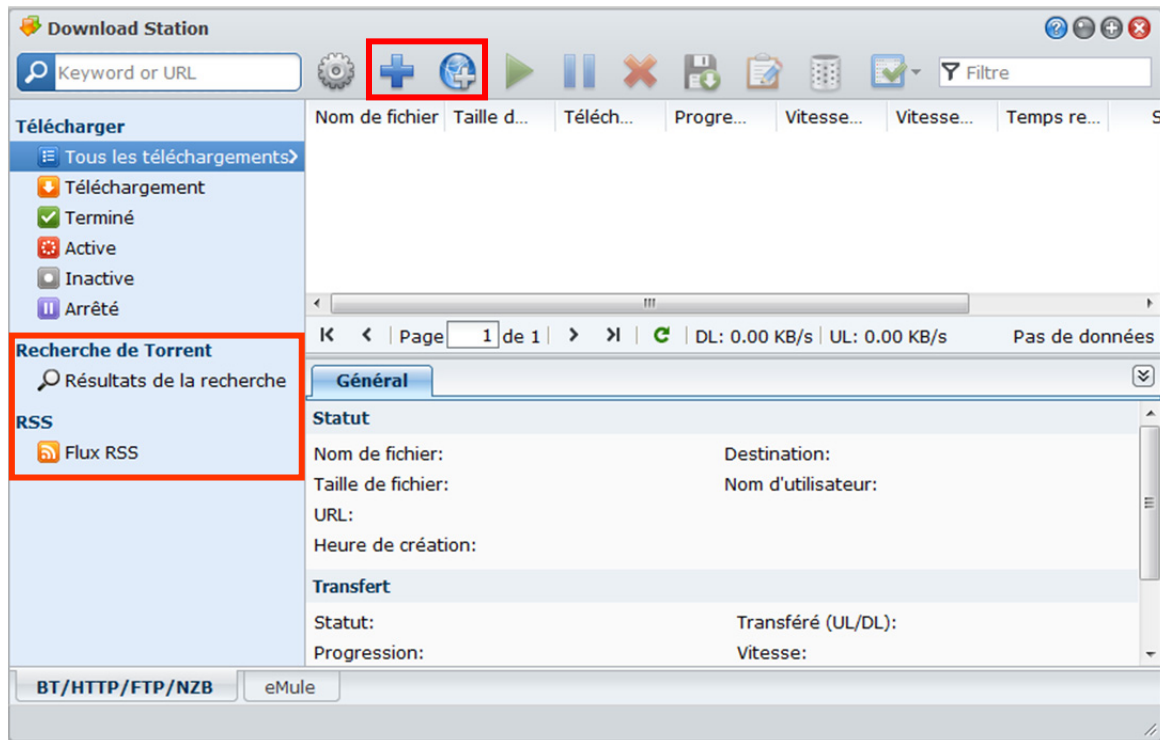 Download Station
Keyword or URL
Filtre
Télécharger
Tous les téléchargements
Téléchargement
Terminé
Active
Inactive
Arrêté
Recherche de Torrent
Résultats de la recherche
RSS
Flux RSS
Nom de fichier Taille d... Téléch... Progre... Vitesse... Vitesse... Temps re... S
Page 1 de 1 DL: 0.00 KB/s UL: 0.00 KB/s Pas de données
Général
Statut
Nom de fichier: Destination:
Taille de fichier: Nom d'utilisateur:
URL:
Heure de création:
Transfert
Statut: Transféré (UL/DL):
Progression: Vitesse:
BT/HTTP/FTP/NZB eMule